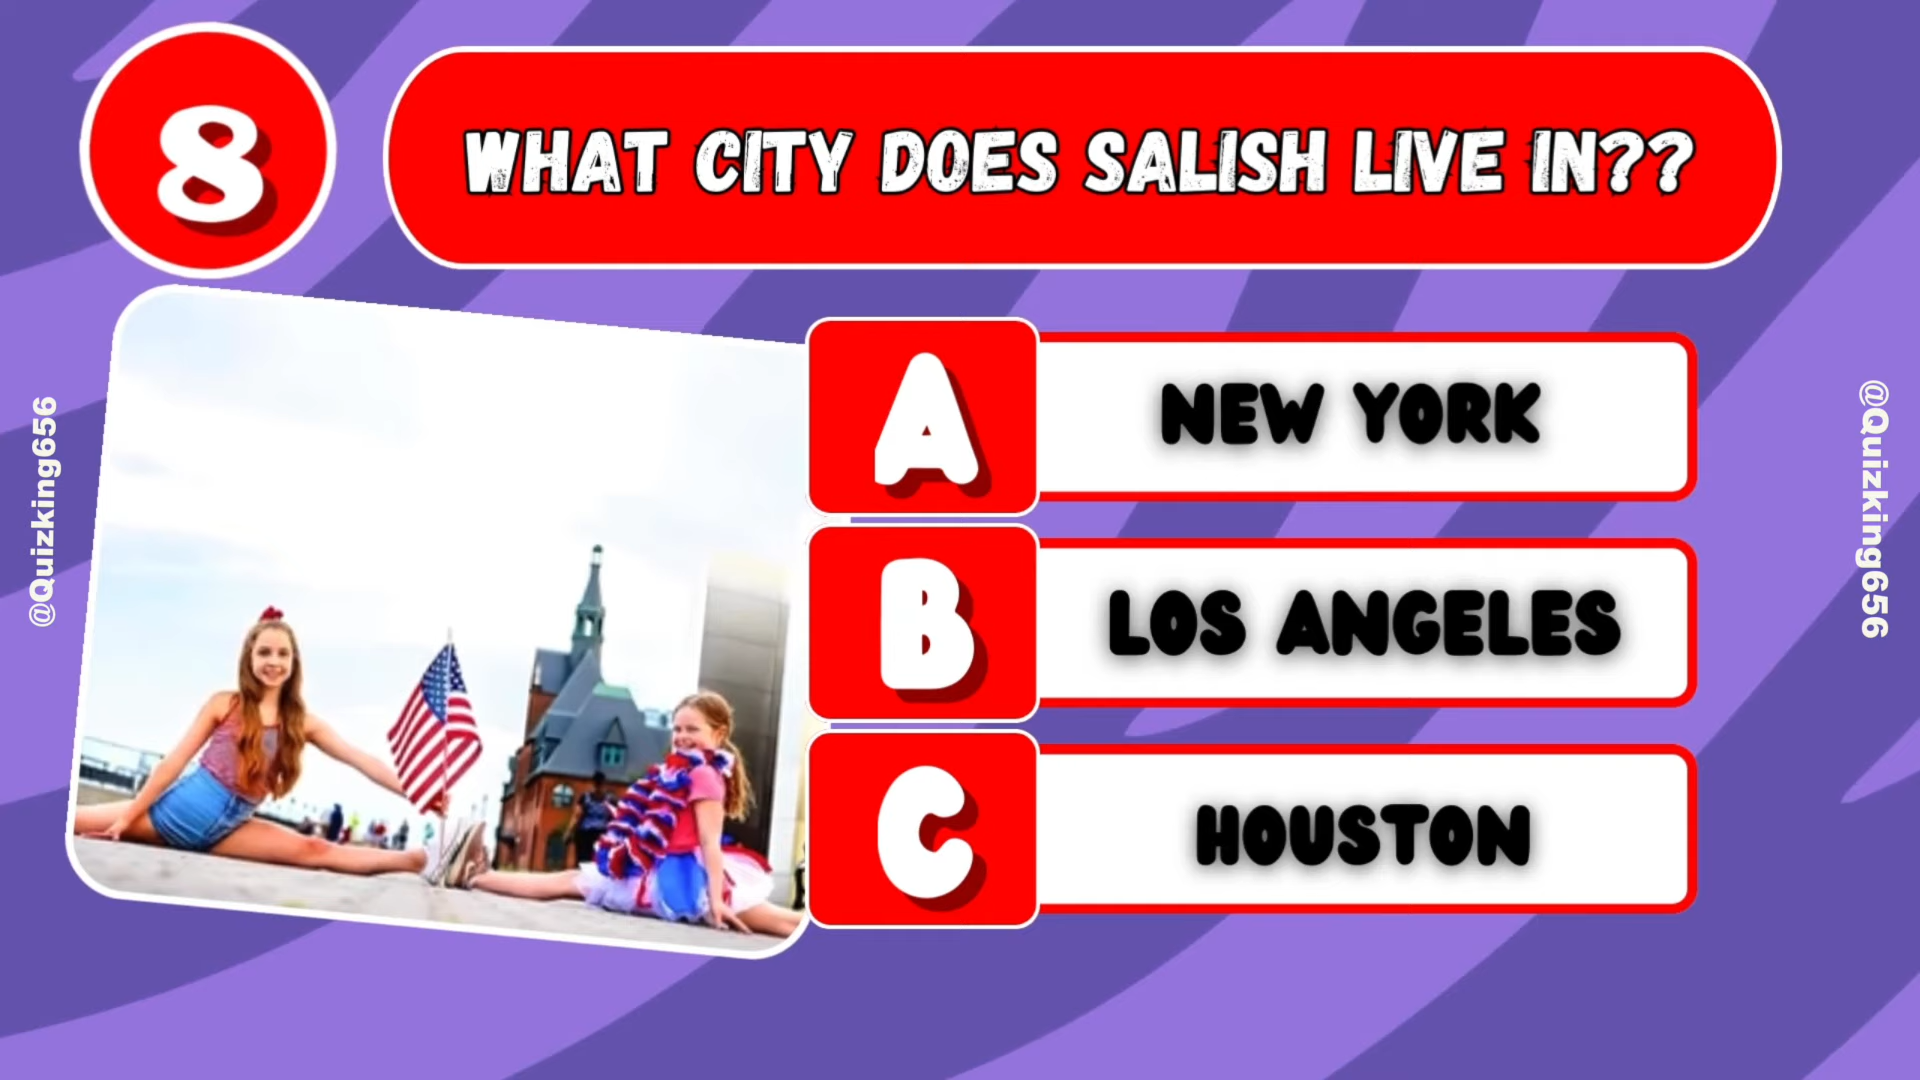 8
WHAT CITY DOES SALISH LIVE IN??
@Quizking656
A
NEW YORK
B
LOS ANGELES
C
HOUSTON
@Quizking656